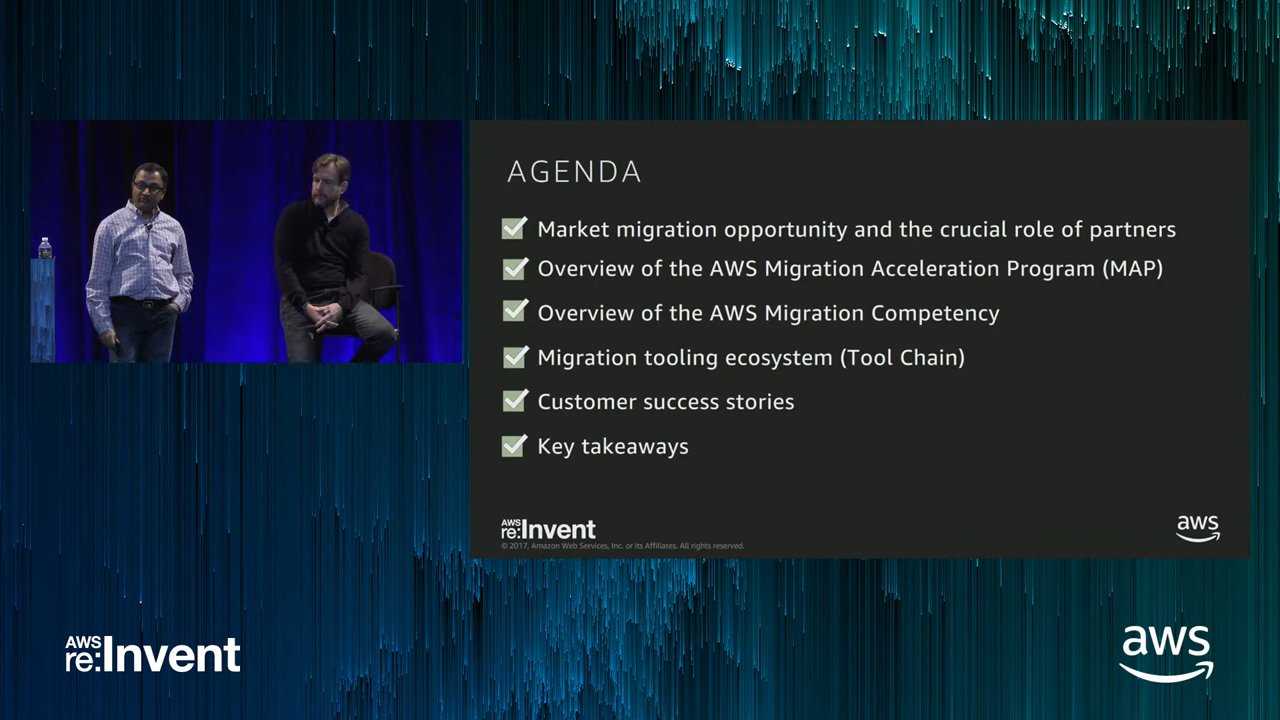 AGENDA
Market migration opportunity and the crucial role of partners
Overview of the AWS Migration Acceleration Program (MAP)
Overview of the AWS Migration Competency
Migration tooling ecosystem (Tool Chain)
Customer success stories
Key takeaways
AWS
re:Invent
© 2017, Amazon Web Services, Inc. or its Affiliates. All rights reserved.
aws
AWS
re:Invent
aws